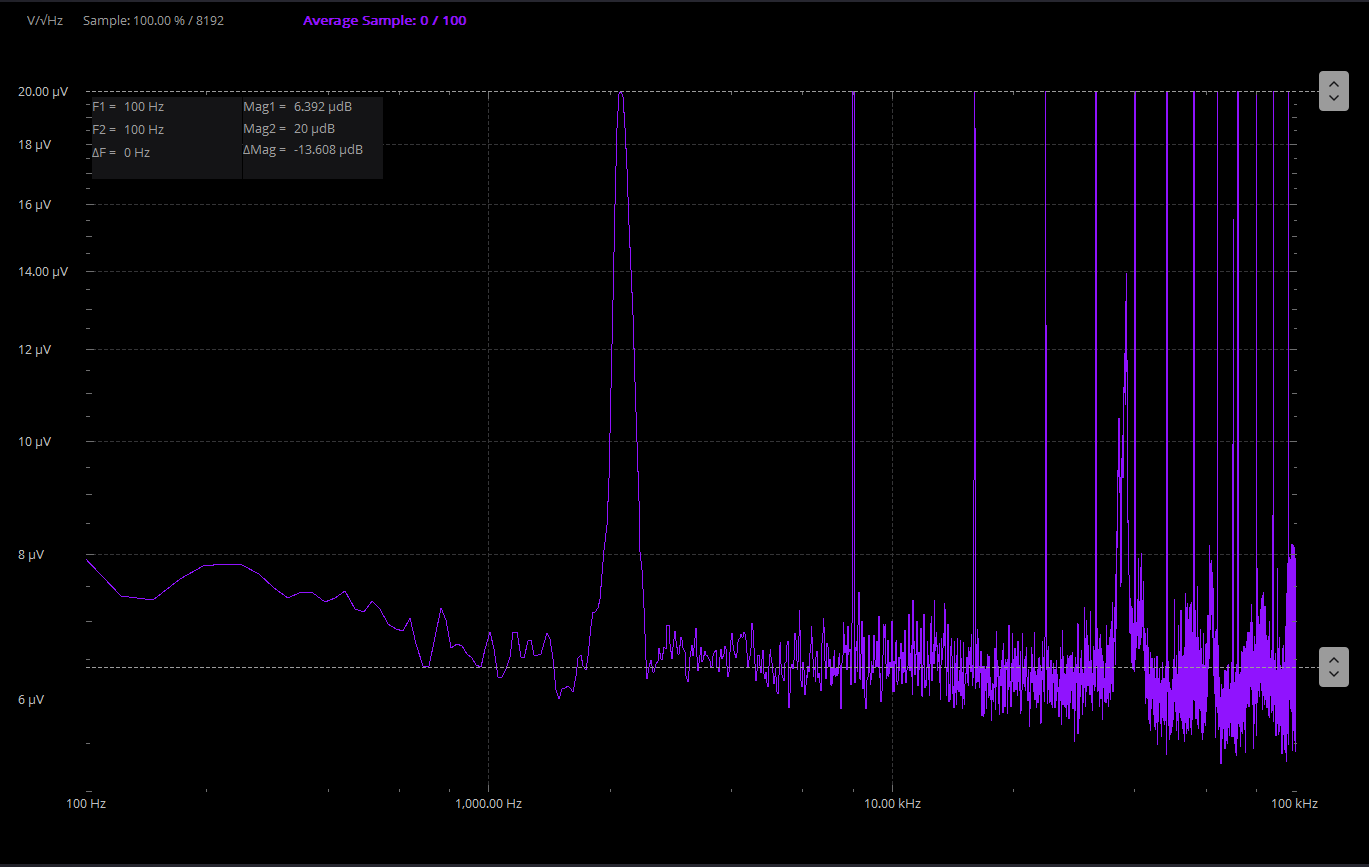 V/√Hz Sample: 100.00 % / 8192 Average Sample: 0 / 100
20.00 µV
F1 = 100 Hz Mag1 = 6.392 µdB
F2 = 100 Hz Mag2 = 20 µdB
ΔF = 0 Hz ΔMag = -13.608 µdB
18 µV
16 µV
14.00 µV
12 µV
10 µV
8 µV
6 µV
100 Hz 1,000.00 Hz 10.00 kHz 100 kHz